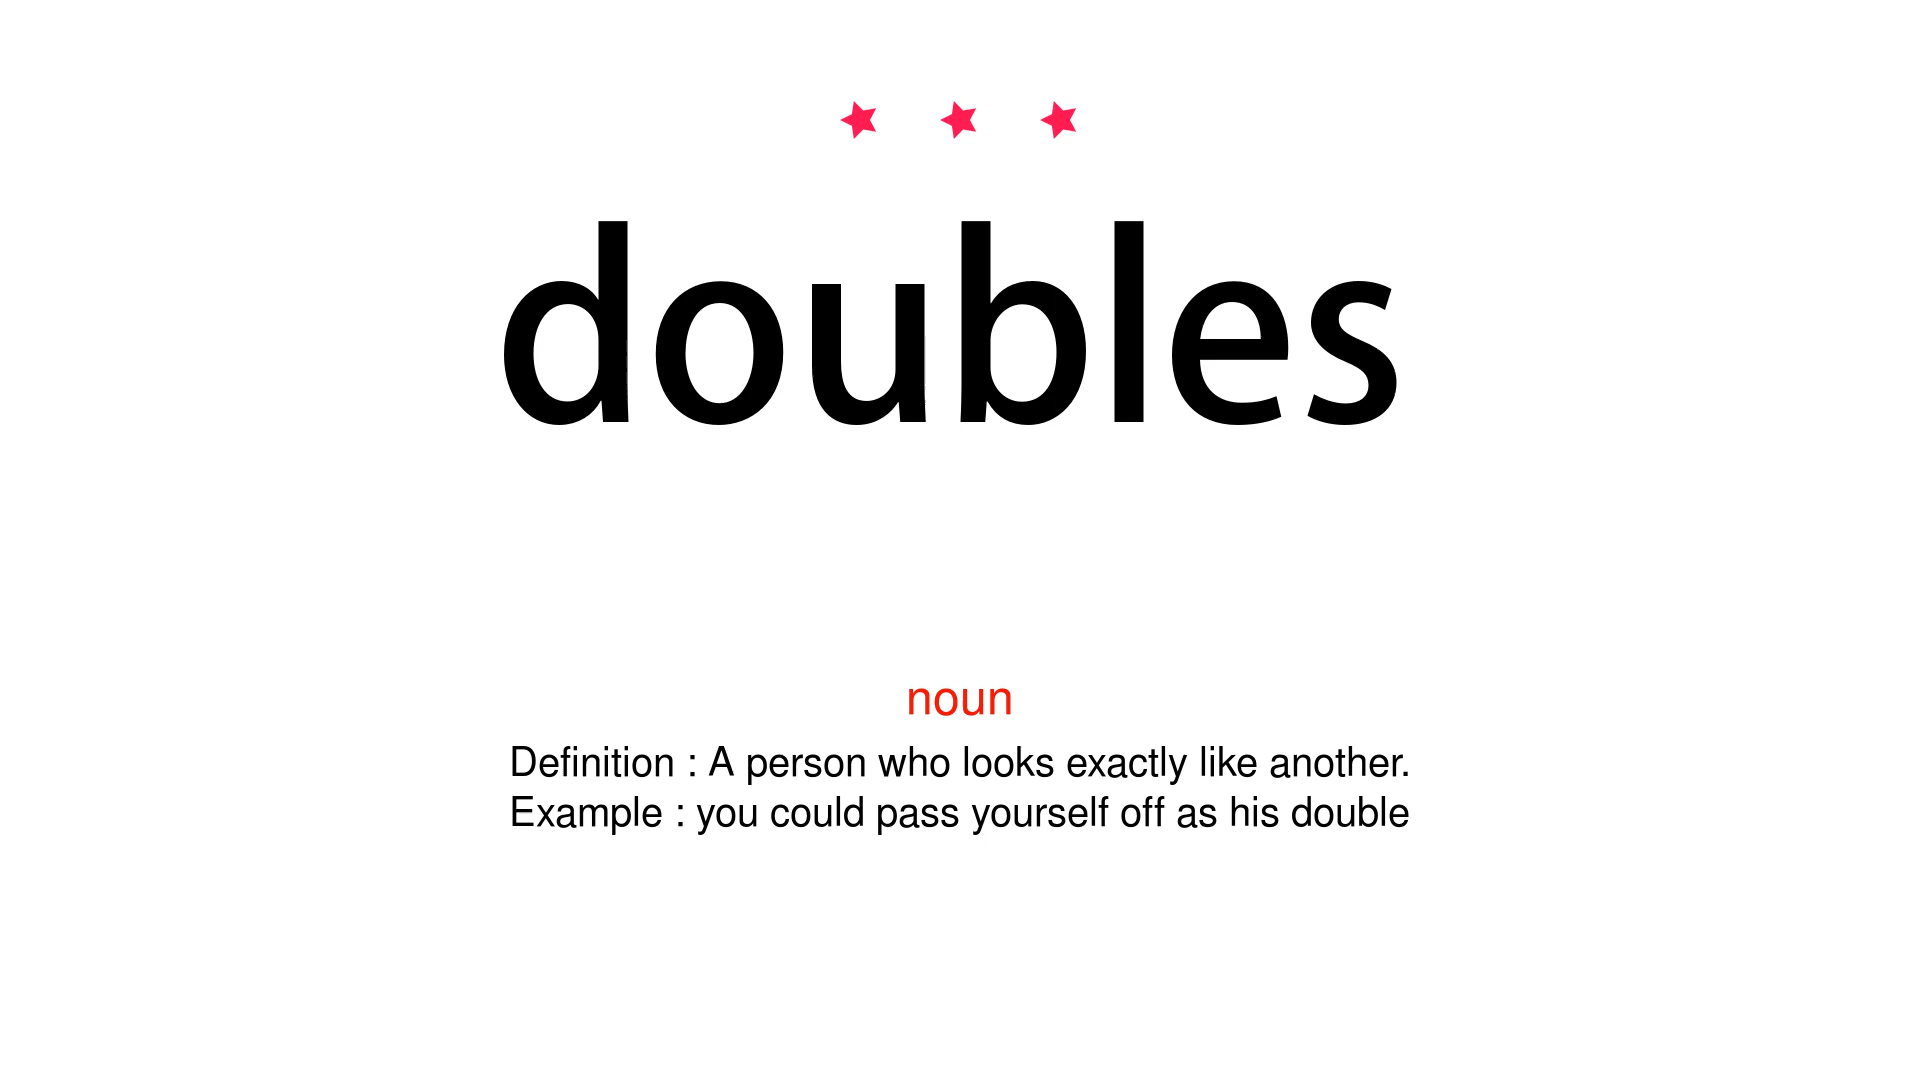 doubles
noun
Definition : A person who looks exactly like another.
Example : you could pass yourself off as his double